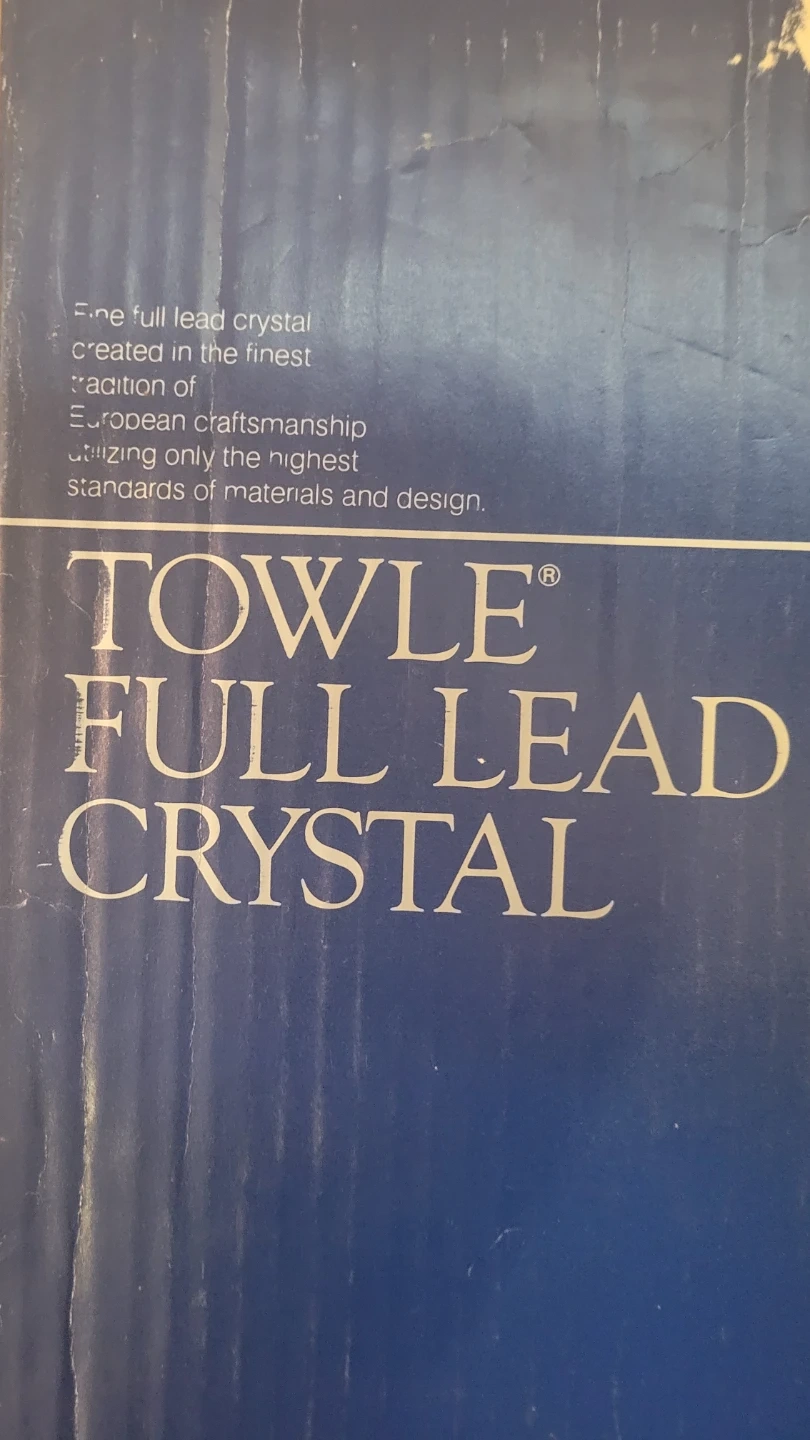 Fine full lead crystal
created in the finest
tradition of
European craftsmanship
utilizing only the highest
standards of materials and design.
TOWLE®
FULL LEAD
CRYSTAL